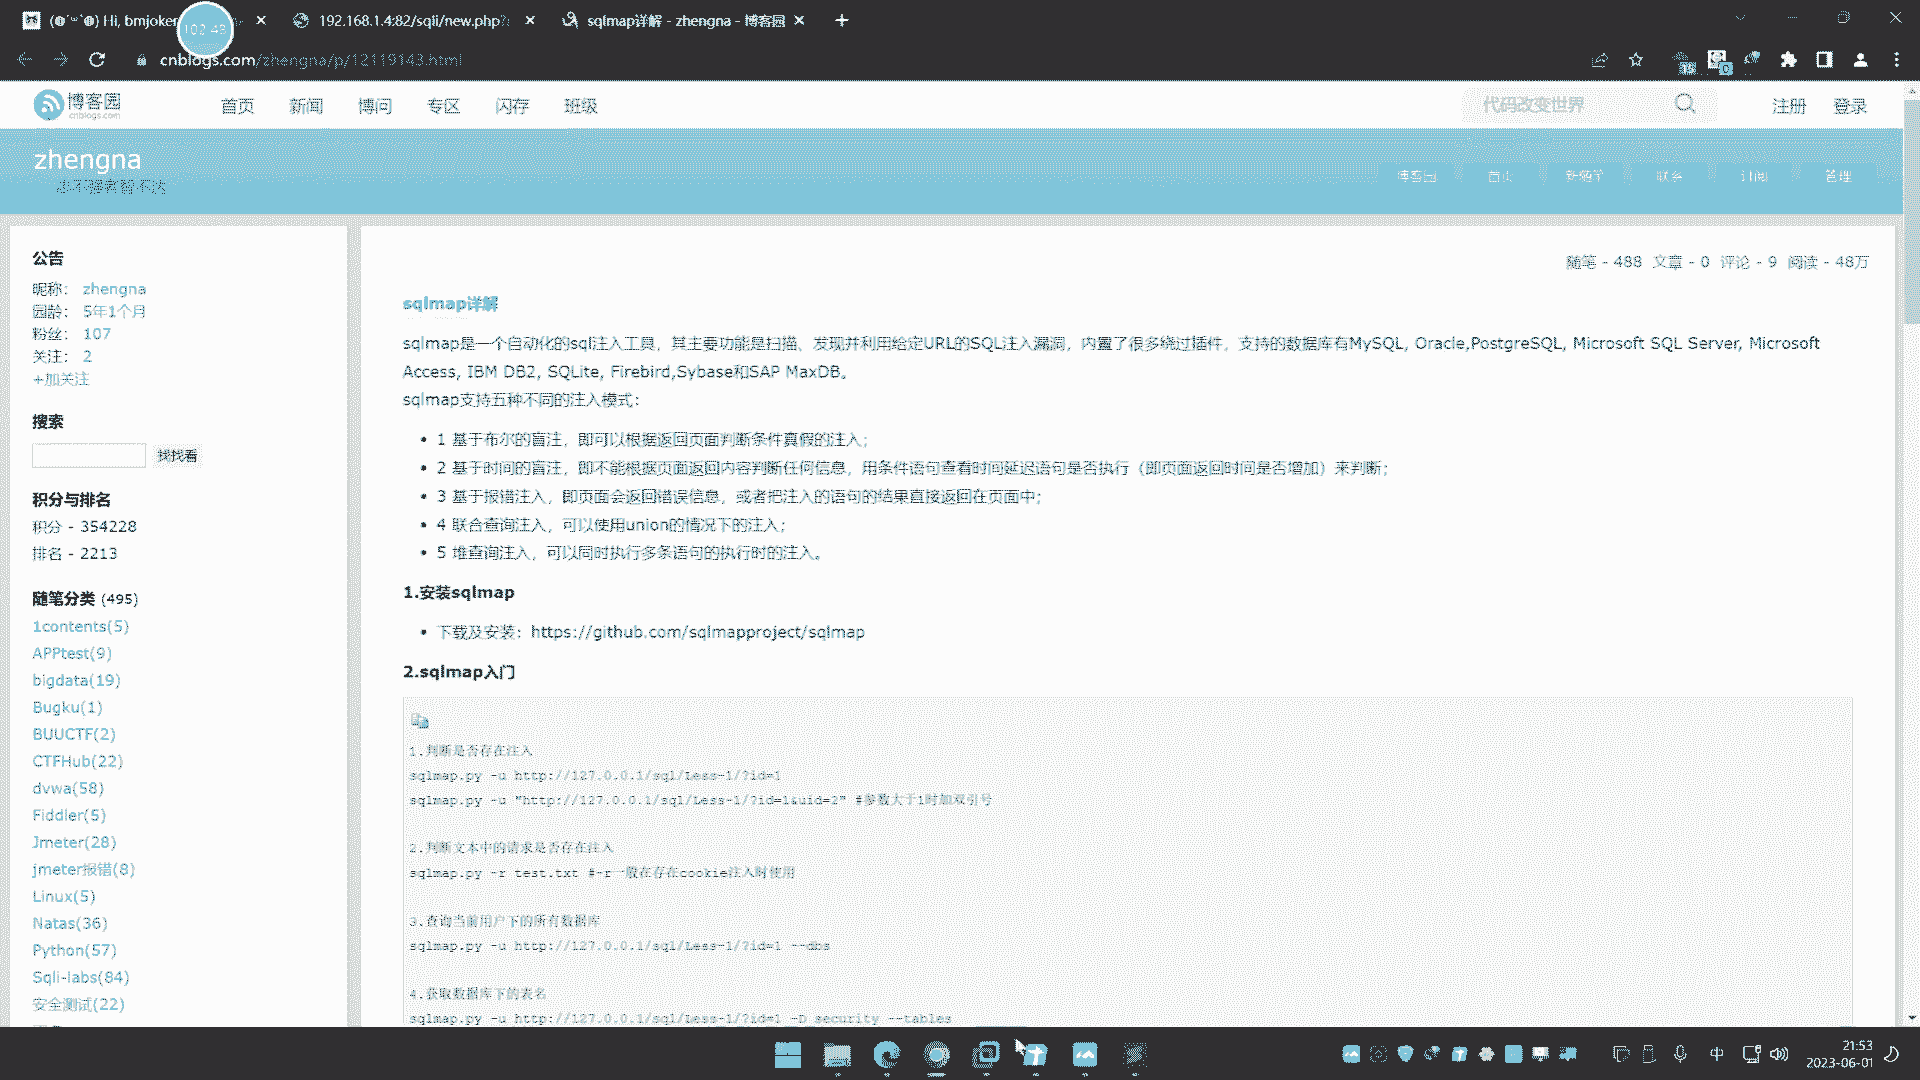 Hi, bmjoker
192.168.1.4:82/sqli/new.php?
sqlmap详解 - zhengna - 博客园
102:48
cnblogs.com/zhengna/p/12119143.html
博客园
cnblogs.com
首页 新闻 博问 专区 闪存 班级
代码改变世界
注册 登录
zhengna
博客园 首页 新随笔 联系 订阅 管理
公告
昵称： zhengna
园龄： 5年1个月
粉丝： 107
关注： 2
+加关注
搜索
找找看
积分与排名
积分 - 354228
排名 - 2213
随笔分类 (495)
1contents(5)
APPtest(9)
bigdata(19)
Bugku(1)
BUUCTF(2)
CTFHub(22)
dvwa(58)
Fiddler(5)
Jmeter(28)
jmeter报错(8)
Linux(5)
Natas(36)
Python(57)
Sqli-labs(84)
安全测试(22)
随笔 - 488 文章 - 0 评论 - 9 阅读 - 48万
sqlmap详解
sqlmap是一个自动化的sql注入工具，其主要功能是扫描、发现并利用给定URL的SQL注入漏洞，内置了很多绕过插件，支持的数据库有MySQL, Oracle,PostgreSQL, Microsoft SQL Server, Microsoft
Access, IBM DB2, SQLite, Firebird,Sybase和SAP MaxDB。
sqlmap支持五种不同的注入模式：
• 1 基于布尔的盲注，即可以根据返回页面判断条件真假的注入；
• 2 基于时间的盲注，即不能根据页面返回内容判断任何信息，用条件语句查看时间延迟语句是否执行（即页面返回时间是否增加）来判断；
• 3 基于报错注入，即页面会返回错误信息，或者把注入的语句的结果直接返回在页面中；
• 4 联合查询注入，可以使用union的情况下的注入；
• 5 堆查询注入，可以同时执行多条语句的执行时的注入。
1.安装sqlmap
• 下载及安装：https://github.com/sqlmapproject/sqlmap
2.sqlmap入门
1.判断是否存在注入
sqlmap.py -u http://127.0.0.1/sql/Less-1/?id=1
sqlmap.py -u "http://127.0.0.1/sql/Less-1/?id=1&uid=2" #参数大于1时加双引号
2.判断文本中的请求是否存在注入
sqlmap.py -r test.txt #-r一般在存在cookie注入时使用
3.查询当前用户下的所有数据库
sqlmap.py -u http://127.0.0.1/sql/Less-1/?id=1 --dbs
4.获取数据库下的表名
sqlmap.py -u http://127.0.0.1/sql/Less-1/?id=1 -D security --tables
中
21:53
2023-06-01